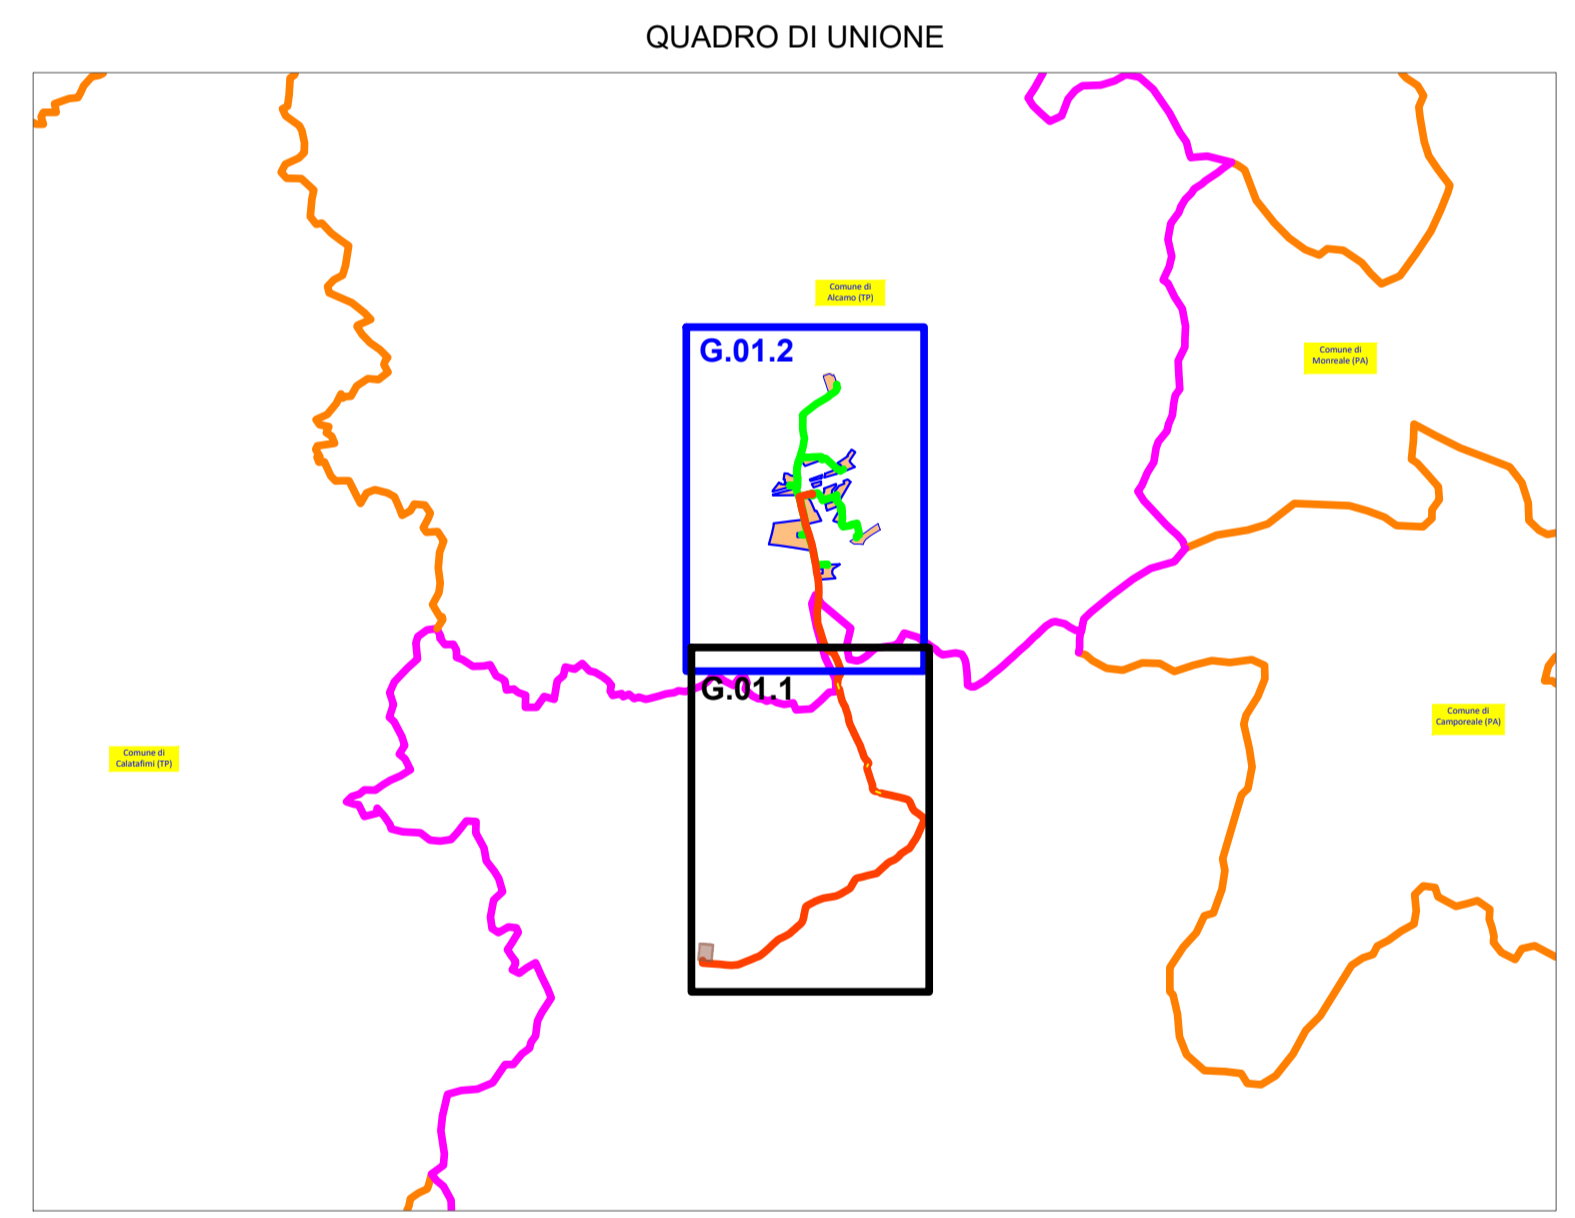 QUADRO DI UNIONE
Comune di
Alcamo (TP)
G.01.2
Comune di
Monreale (PA)
G.01.1
Comune di
Camporeale (PA)
Comune di
Calatafimi (TP)